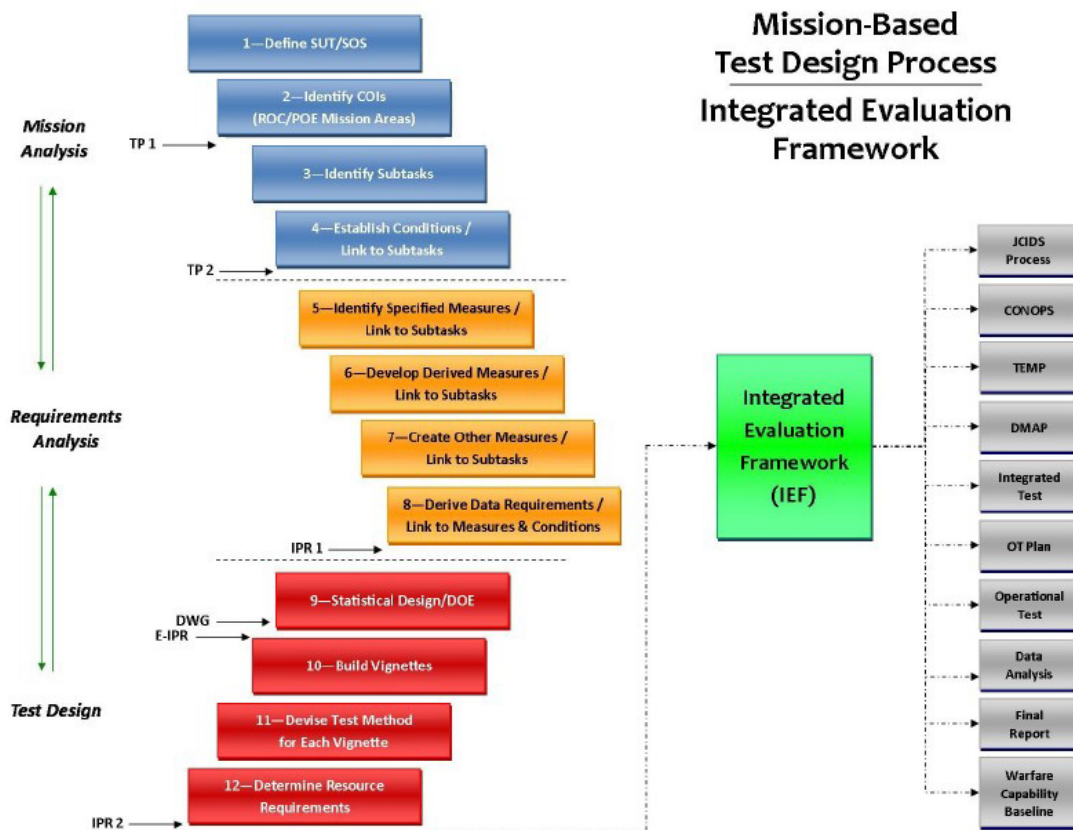 Mission-Based
Test Design Process
Integrated Evaluation
Framework
Mission
Analysis
Requirements
Analysis
Test Design
1—Define SUT/SOS
2—Identify COIs
(ROC/POE Mission Areas)
TP 1
3—Identify Subtasks
4—Establish Conditions /
Link to Subtasks
TP 2
5—Identify Specified Measures /
Link to Subtasks
6—Develop Derived Measures /
Link to Subtasks
7—Create Other Measures /
Link to Subtasks
8—Derive Data Requirements /
Link to Measures & Conditions
IPR 1
9—Statistical Design/DOE
DWG
E-IPR
10—Build Vignettes
11—Devise Test Method
for Each Vignette
12—Determine Resource
Requirements
IPR 2
Integrated
Evaluation
Framework
(IEF)
JCIDS
Process
CONOPS
TEMP
DMAP
Integrated
Test
OT Plan
Operational
Test
Data
Analysis
Final
Report
Warfare
Capability
Baseline